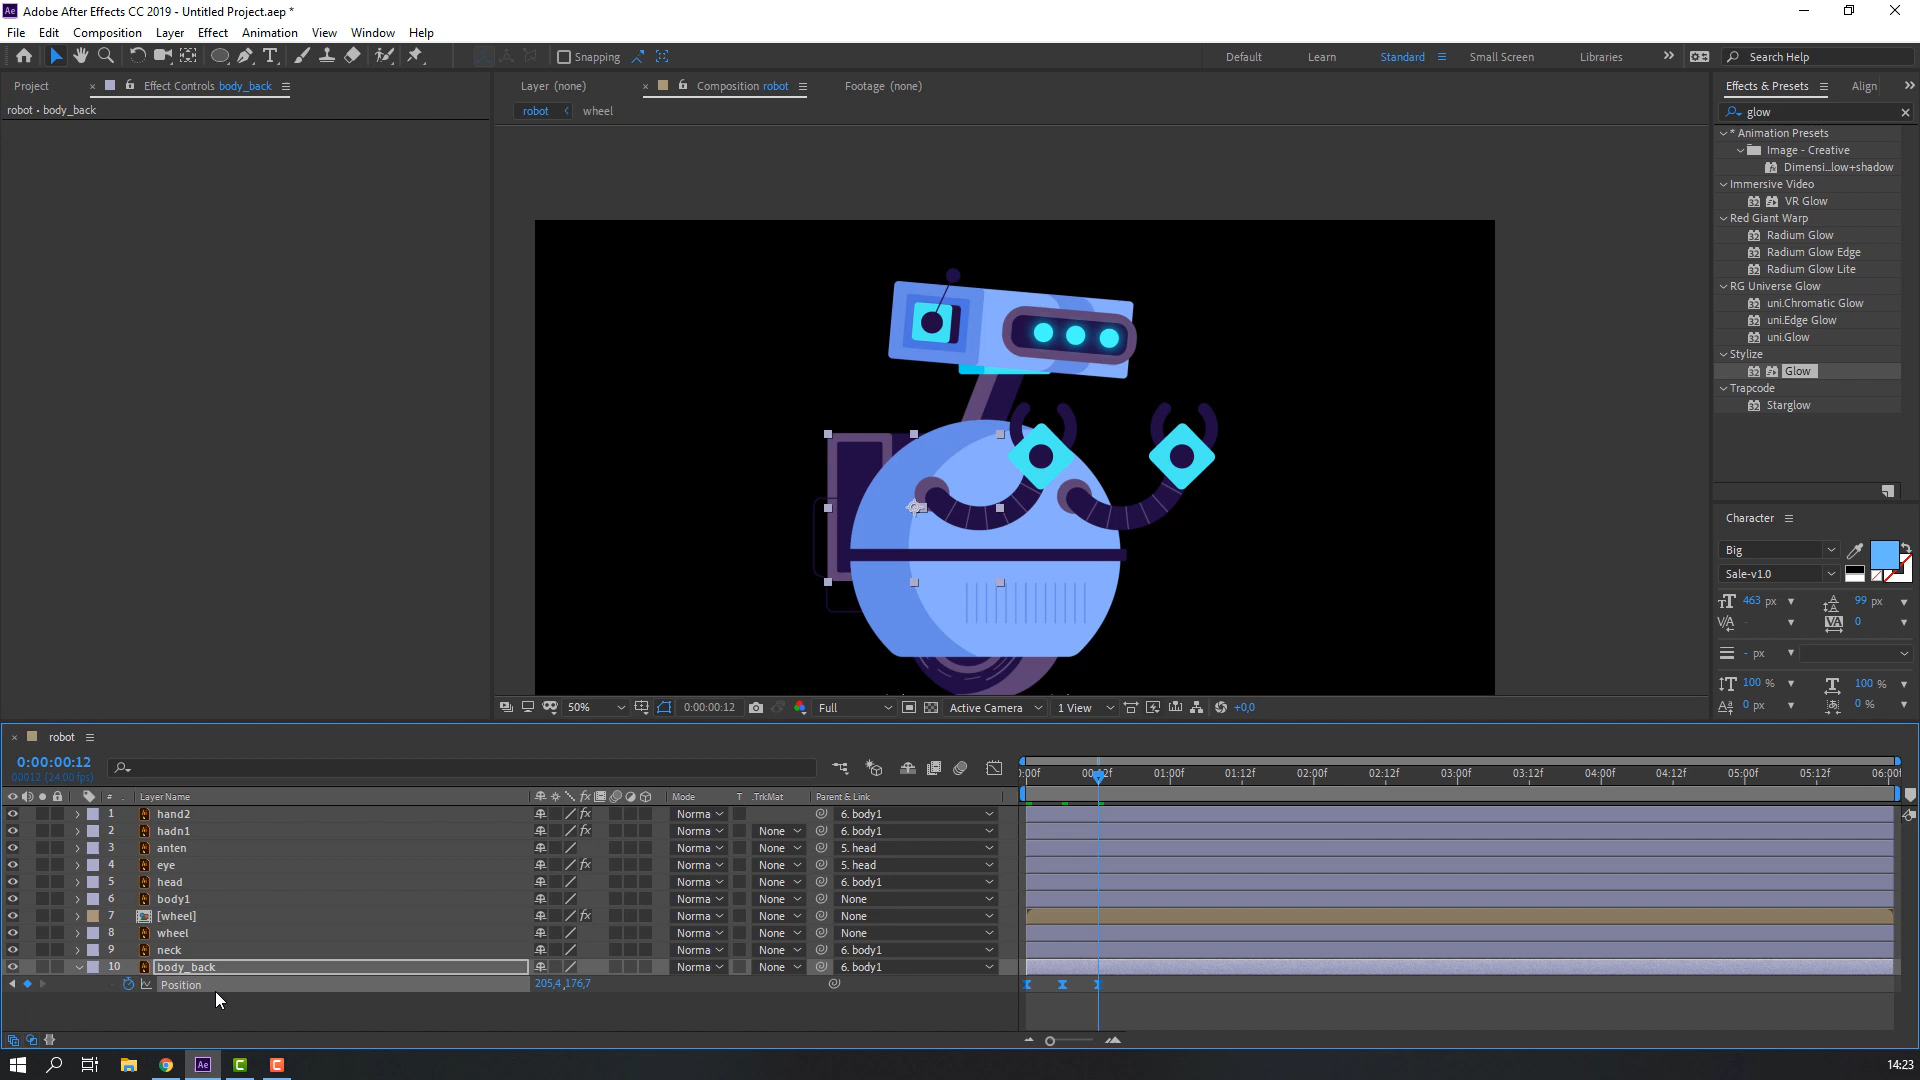 Adobe After Effects CC 2019 - Untitled Project.aep *
File Edit Composition Layer Effect Animation View Window Help
Snapping
Default Learn Standard Small Screen Libraries Search Help
Project Effect Controls body_back
robot • body_back
Layer (none) Composition robot Footage (none)
robot wheel
Effects & Presets Align
glow
* Animation Presets
Image - Creative
Dimensi...low+shadow
Immersive Video
VR Glow
Red Giant Warp
Radium Glow
Radium Glow Edge
Radium Glow Lite
RG Universe Glow
uni.Chromatic Glow
uni.Edge Glow
uni.Glow
Stylize
Glow
Trapcode
Starglow
Character
Big
Sale-v1.0
463 px 99 px
- 0
- px
100 % 100 %
0 px 0 %
50% 0:00:00:12 Full Active Camera 1 View +0,0
robot
0:00:00:12
00012 (24.00 fps)
):00f 00:12f 01:00f 01:12f 02:00f 02:12f 03:00f 03:12f 04:00f 04:12f 05:00f 05:12f 06:00f
# Layer Name Mode T .TrkMat Parent & Link
1 hand2 Norma 6. body1
2 hadn1 Norma None 6. body1
3 anten Norma None 5. head
4 eye Norma None 5. head
5 head Norma None 6. body1
6 body1 Norma None None
7 [wheel] Norma None None
8 wheel Norma None None
9 neck Norma None 6. body1
10 body_back Norma None 6. body1
Position 205,4,176,7
14:23